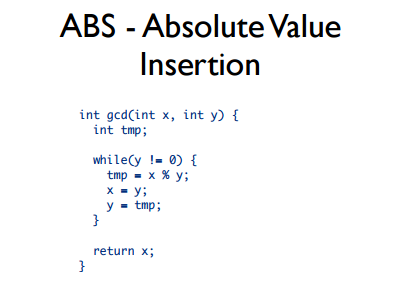 ABS - Absolute Value
Insertion
int gcd(int x, int y) {
  int tmp;
  while(y != 0) {
    tmp = x % y;
    x = y;
    y = tmp;
  }
  return x;
}